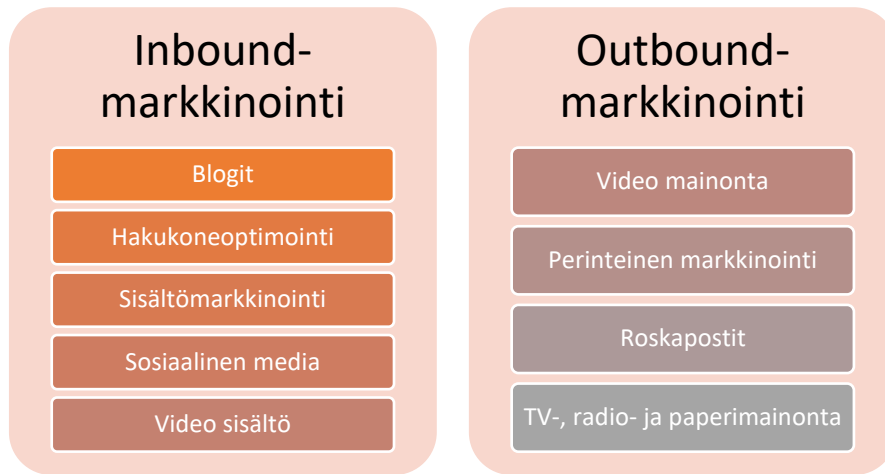 Inbound-
markkinointi
Blogit
Hakukoneoptimointi
Sisältömarkkinointi
Sosiaalinen media
Video sisältö
Outbound-
markkinointi
Video mainonta
Perinteinen markkinointi
Roskapostit
TV-, radio- ja paperimainonta